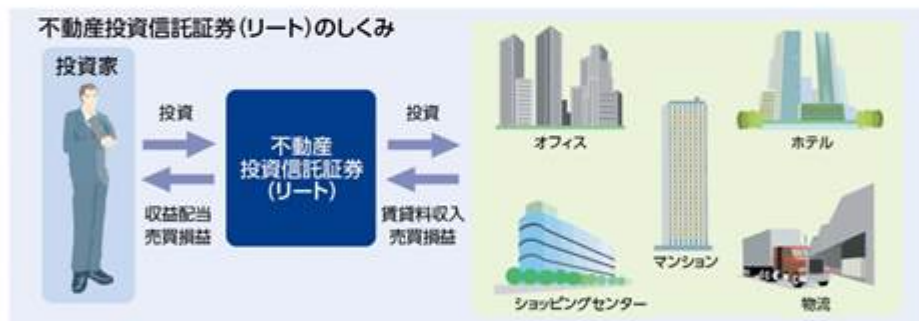 不動産投資信託証券(リート)のしくみ
投資家
投資
収益配当
売買損益
不動産
投資信託証券
(リート)
投資
賃貸料収入
売買損益
オフィス
ホテル
マンション
ショッピングセンター
物流